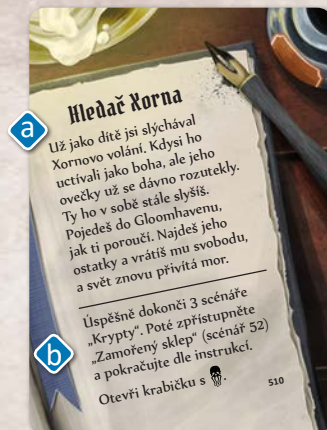 Hledač Xorna
a
Už jako dítě jsi slýchával
Xornovo volání. Kdysi ho
uctívali jako boha, ale jeho
ovečky už se dávno rozutekly.
Ty ho v sobě stále slyšíš.
Pojedeš do Gloomhavenu,
jak ti poroučí. Najdeš jeho
ostatky a vrátíš mu svobodu,
a svět znovu přivítá mor.
b
Úspěšně dokonči 3 scénáře
„Krypty“. Poté zpřístupněte
„Zamořený sklep“ (scénář 52)
a pokračujte dle instrukcí.
Otevři krabičku s .
510